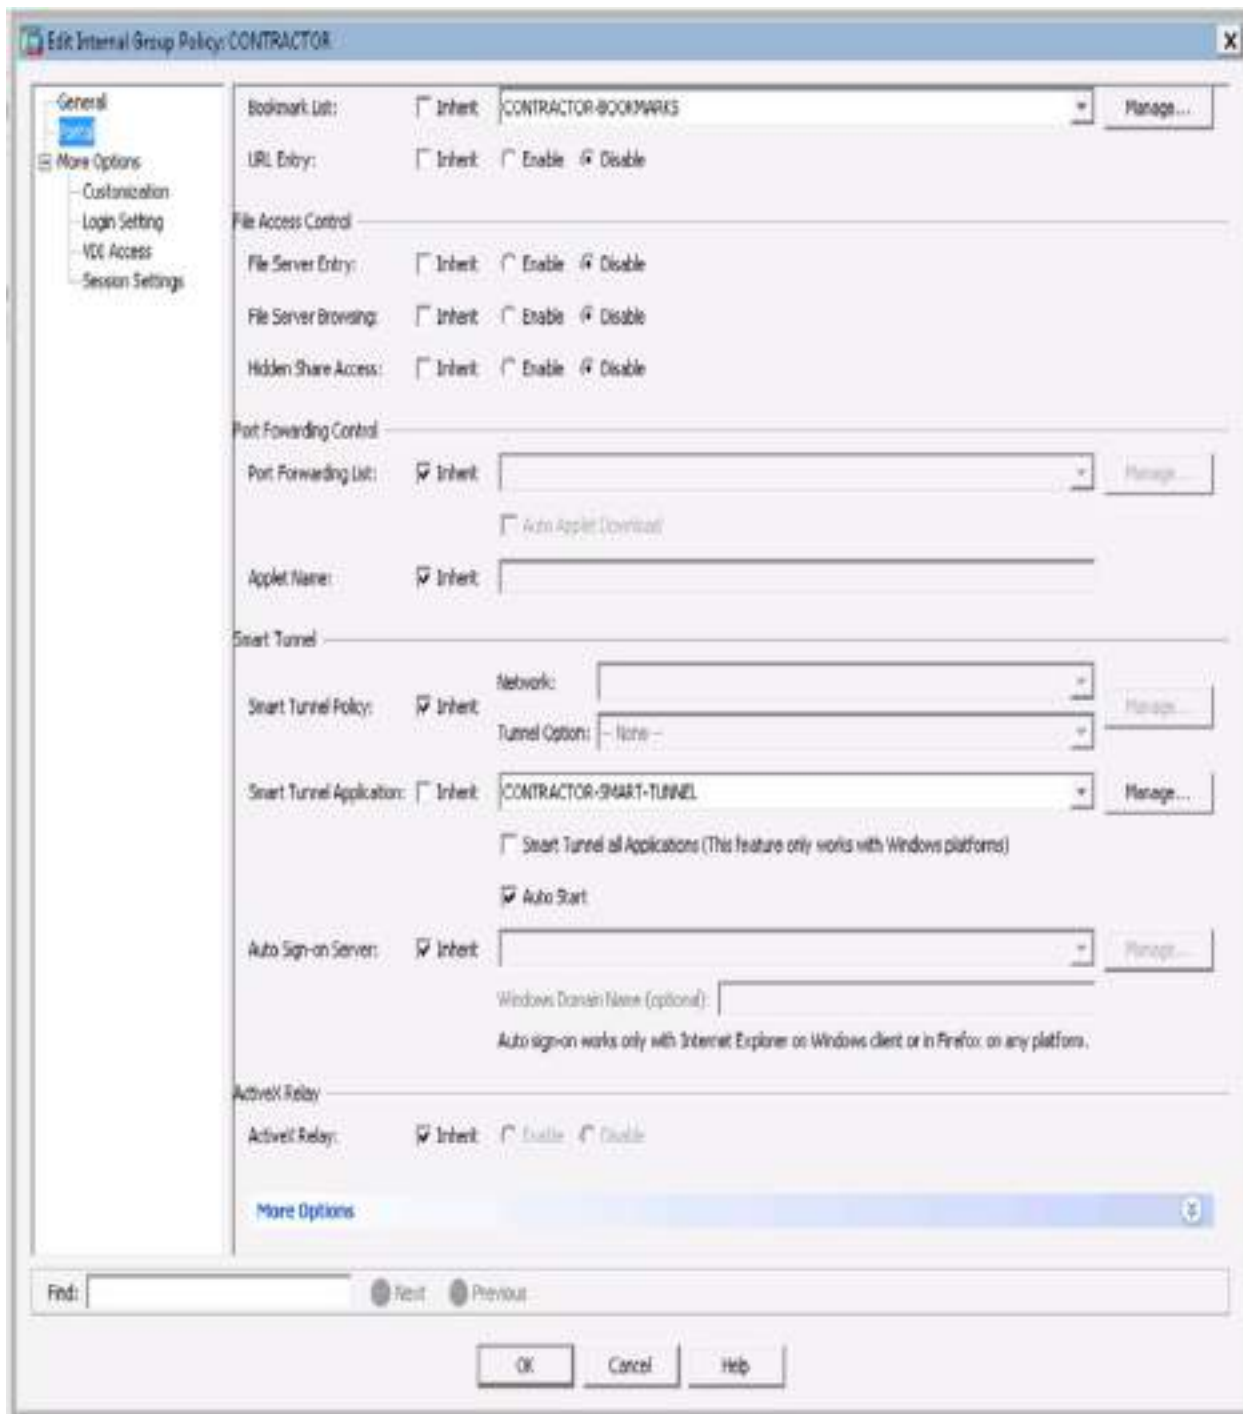 Edit Internal Group Policy: CONTRACTOR
General
Portal
More Options
Customization
Login Setting
VDI Access
Session Settings
Bookmark List: Inherit CONTRACTOR-BOOKMARKS Manage...
URL Entry: Inherit Enable Disable
File Access Control
File Server Entry: Inherit Enable Disable
File Server Browsing: Inherit Enable Disable
Hidden Share Access: Inherit Enable Disable
Port Fowarding Control
Port Forwarding List: Inherit Manage...
Auto Applet Download
Applet Name: Inherit
Smart Tunnel
Smart Tunnel Policy: Inherit Network: Manage...
Tunnel Option: -- None --
Smart Tunnel Application: Inherit CONTRACTOR-SMART-TUNNEL Manage...
Smart Tunnel all Applications (This feature only works with Windows platforms)
Auto Start
Auto Sign-on Server: Inherit Manage...
Windows Domain Name (optional):
Auto sign-on works only with Internet Explorer on Windows client or in Firefox on any platform.
ActiveX Relay
ActiveX Relay: Inherit Enable Disable
More Options
Find: Next Previous
OK Cancel Help